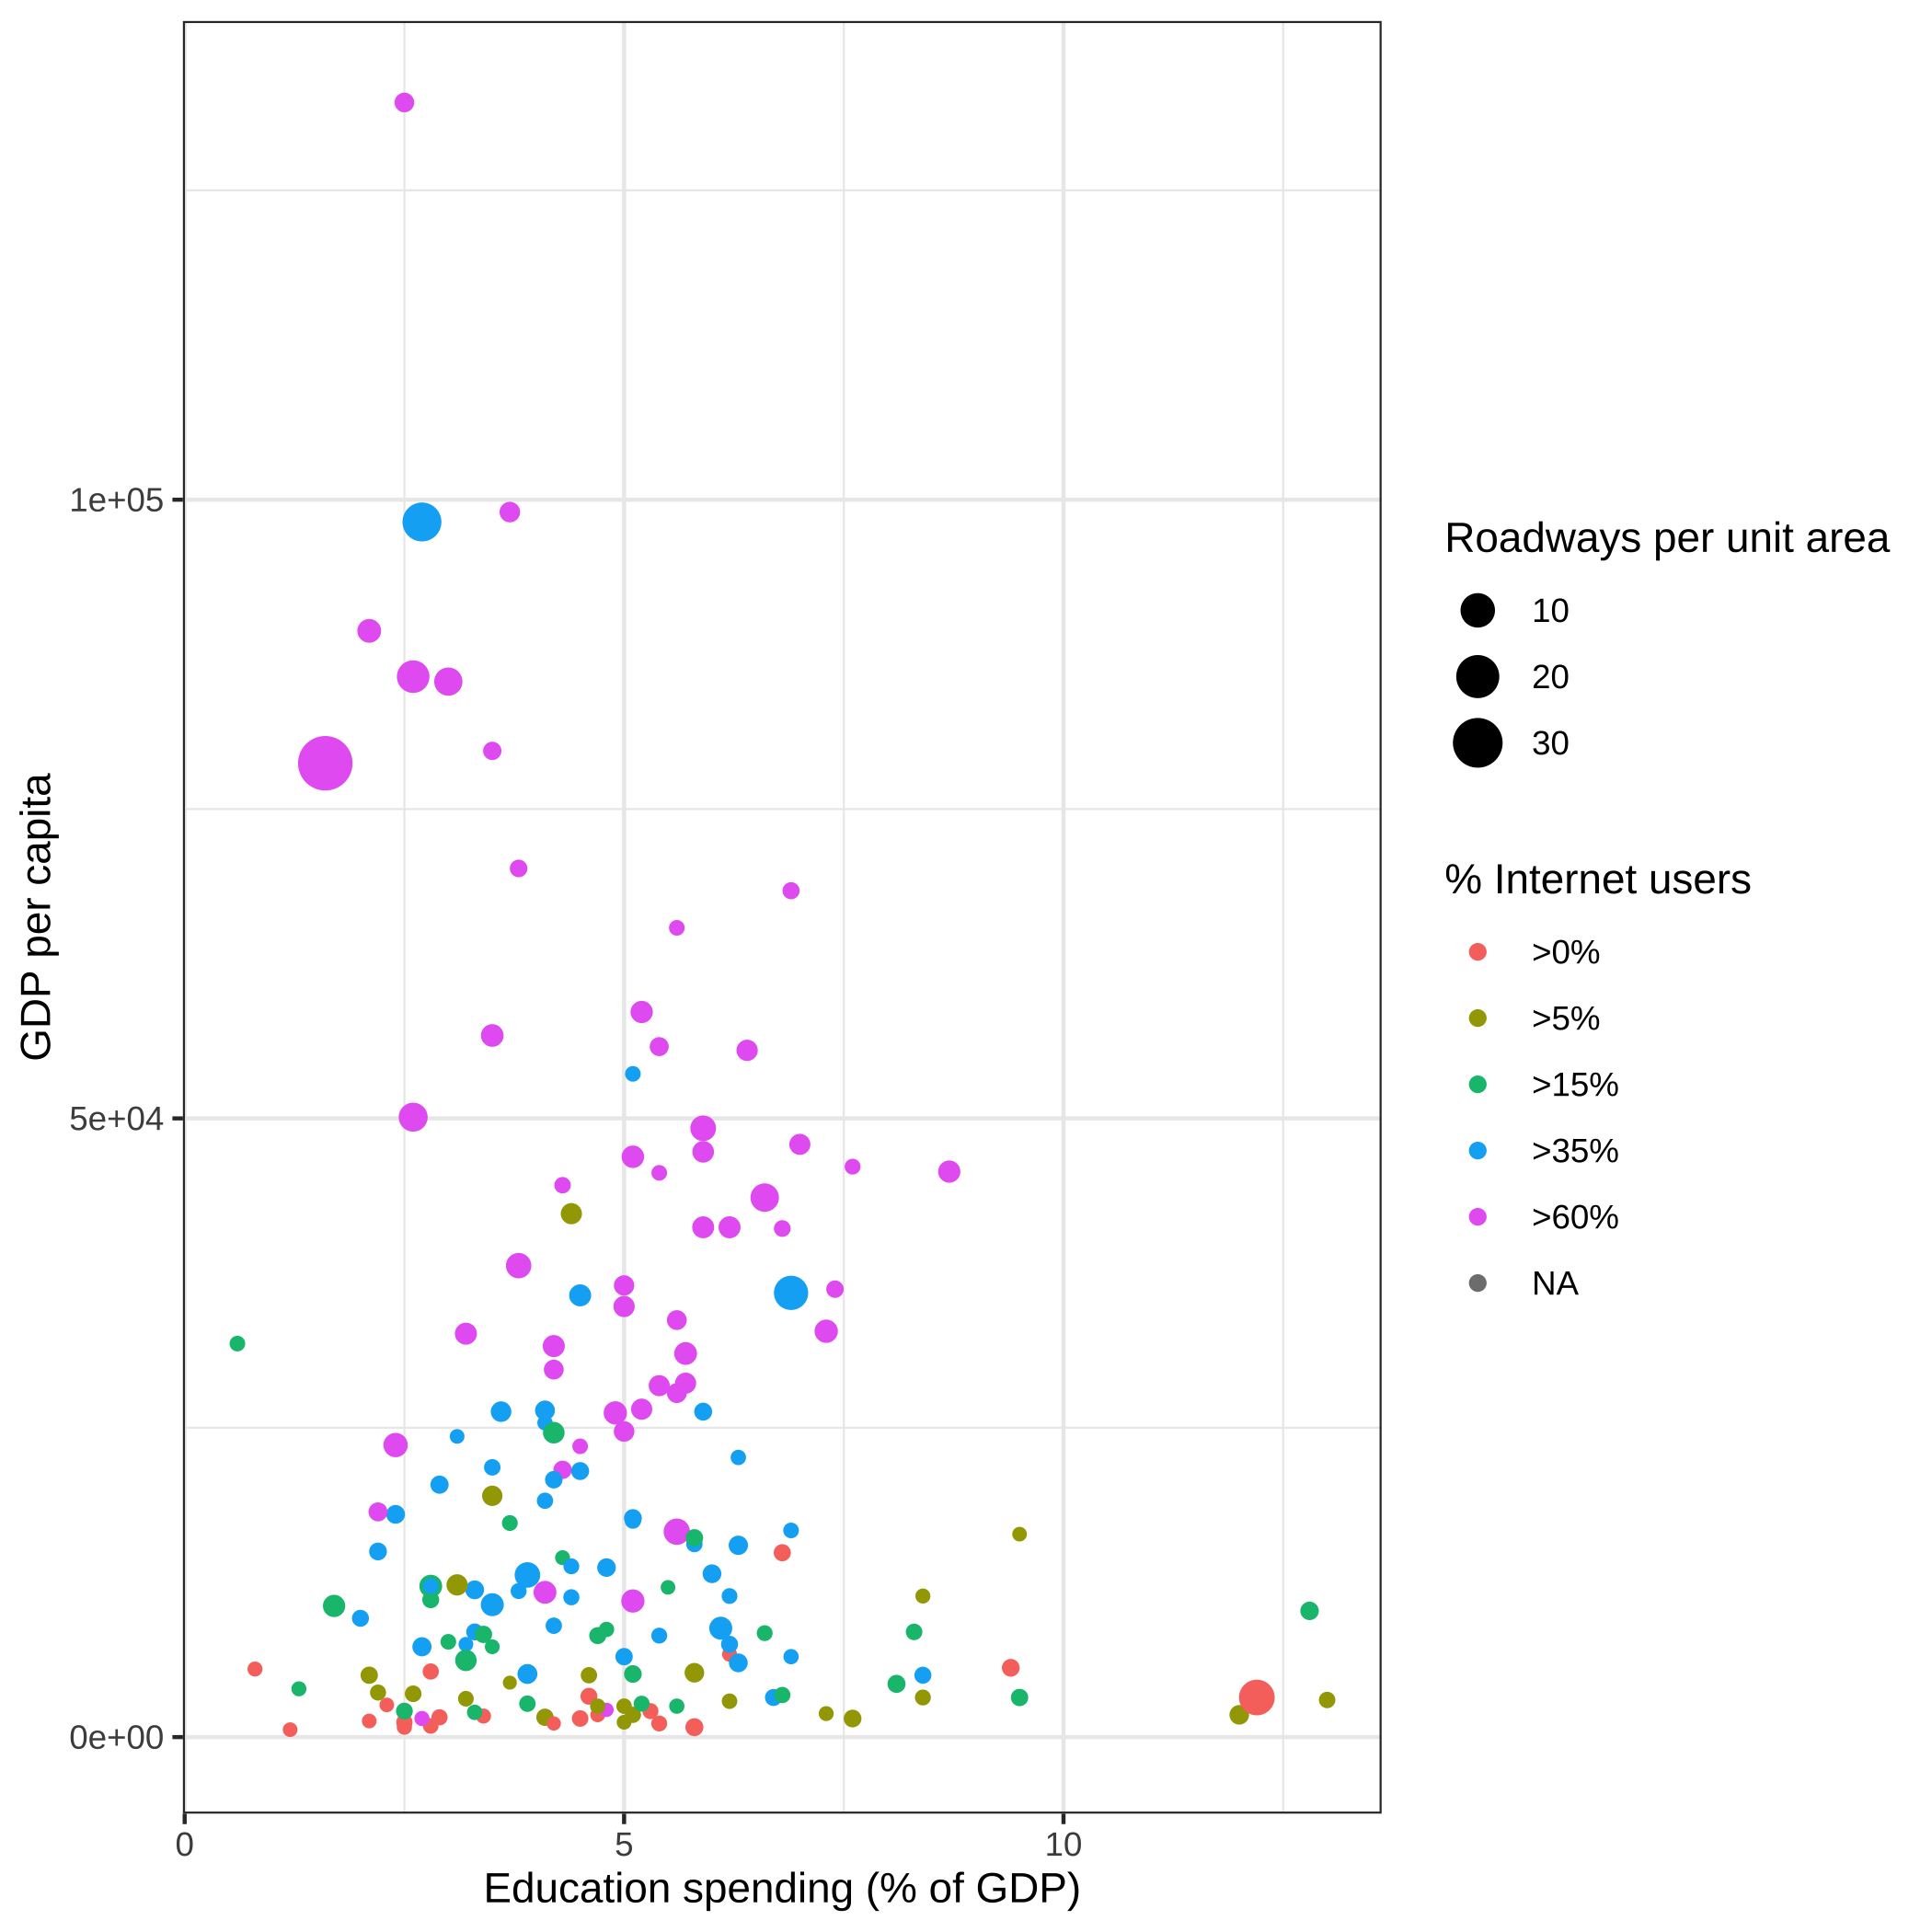 GDP per capita
1e+05
5e+04
0e+00
0
5
10
Education spending (% of GDP)
Roadways per unit area
10
20
30
% Internet users
>0%
>5%
>15%
>35%
>60%
NA